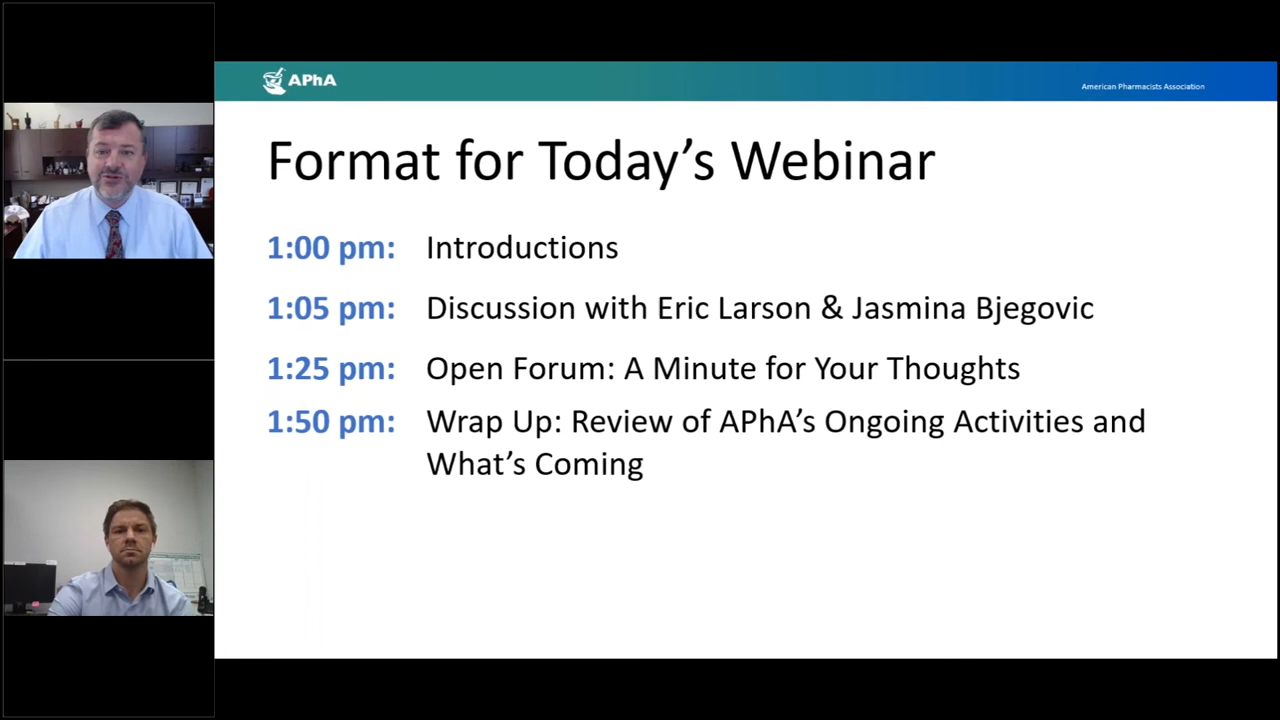 APhA
American Pharmacists Association
Format for Today's Webinar
1:00 pm: Introductions
1:05 pm: Discussion with Eric Larson & Jasmina Bjegovic
1:25 pm: Open Forum: A Minute for Your Thoughts
1:50 pm: Wrap Up: Review of APhA's Ongoing Activities and
What's Coming